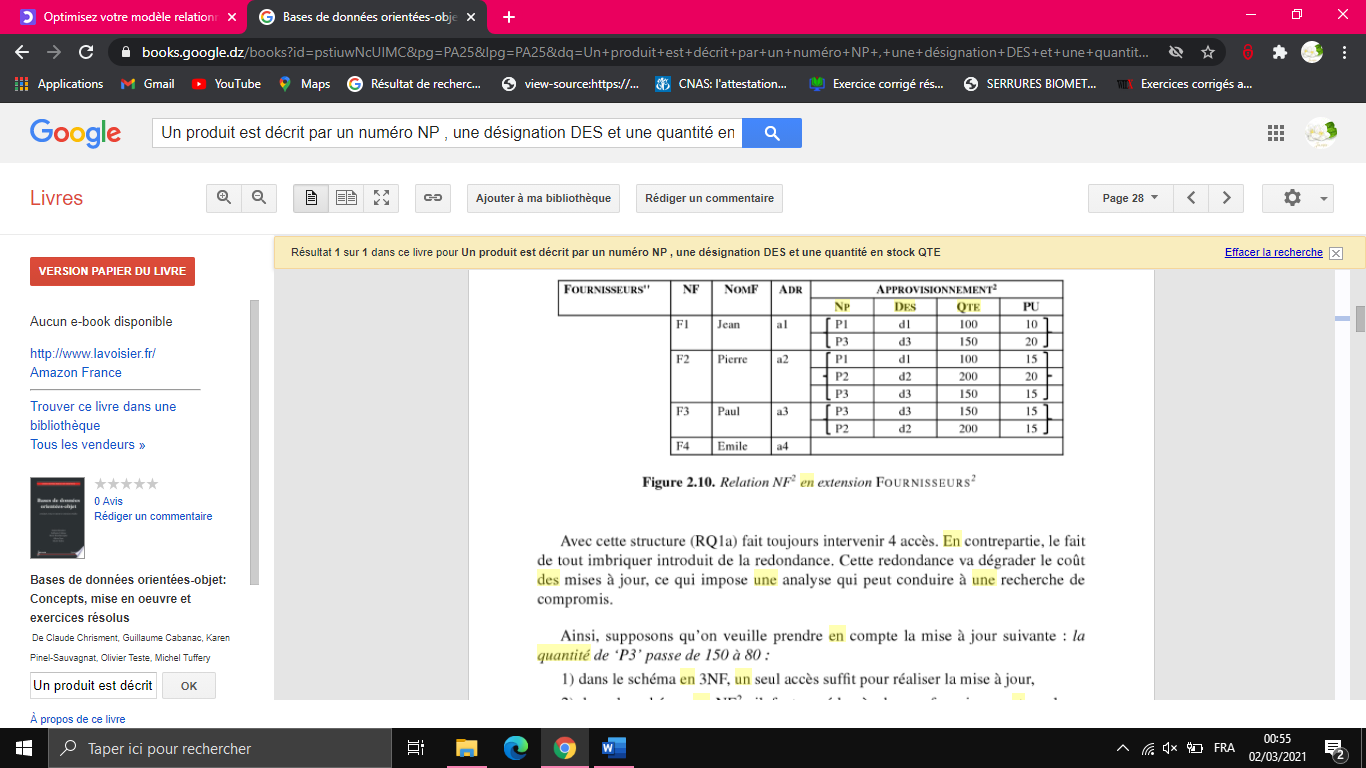 Optimisez votre modèle relationn
Bases de données orientées-obje
books.google.dz/books?id=pstiuwNcUIMC&pg=PA25&lpg=PA25&dq=Un+produit+est+décrit+par+un+numéro+NP+,+une+désignation+DES+et+une+quantit...
Applications
Gmail
YouTube
Maps
Résultat de recherc...
view-source:https://...
CNAS: l'attestation...
Exercice corrigé rés...
SERRURES BIOMET...
Exercices corrigés a...
Google
Un produit est décrit par un numéro NP , une désignation DES et une quantité en
Livres
Ajouter à ma bibliothèque
Rédiger un commentaire
Page 28
Résultat 1 sur 1 dans ce livre pour Un produit est décrit par un numéro NP , une désignation DES et une quantité en stock QTE
Effacer la recherche
VERSION PAPIER DU LIVRE
Aucun e-book disponible
http://www.lavoisier.fr/
Amazon France
Trouver ce livre dans une
bibliothèque
Tous les vendeurs »
0 Avis
Rédiger un commentaire
Bases de données
orientées-objet
Bases de données orientées-objet:
Concepts, mise en oeuvre et
exercices résolus
De Claude Chrisment, Guillaume Cabanac, Karen
Pinel-Sauvagnat, Olivier Teste, Michel Tuffery
Un produit est décrit
OK
À propos de ce livre
FOURNISSEURS" NF NOMF ADR APPROVISIONNEMENT²
NP DES QTE PU
F1 Jean a1 P1 d1 100 10
P3 d3 150 20
F2 Pierre a2 P1 d1 100 15
P2 d2 200 20
P3 d3 150 15
F3 Paul a3 P3 d3 150 15
P2 d2 200 15
F4 Emile a4
Figure 2.10. Relation NF² en extension FOURNISSEURS²
Avec cette structure (RQ1a) fait toujours intervenir 4 accès. En contrepartie, le fait
de tout imbriquer introduit de la redondance. Cette redondance va dégrader le coût
des mises à jour, ce qui impose une analyse qui peut conduire à une recherche de
compromis.
Ainsi, supposons qu'on veuille prendre en compte la mise à jour suivante : la
quantité de 'P3' passe de 150 à 80 :
1) dans le schéma en 3NF, un seul accès suffit pour réaliser la mise à jour,
Taper ici pour rechercher
FRA
00:55
02/03/2021
2